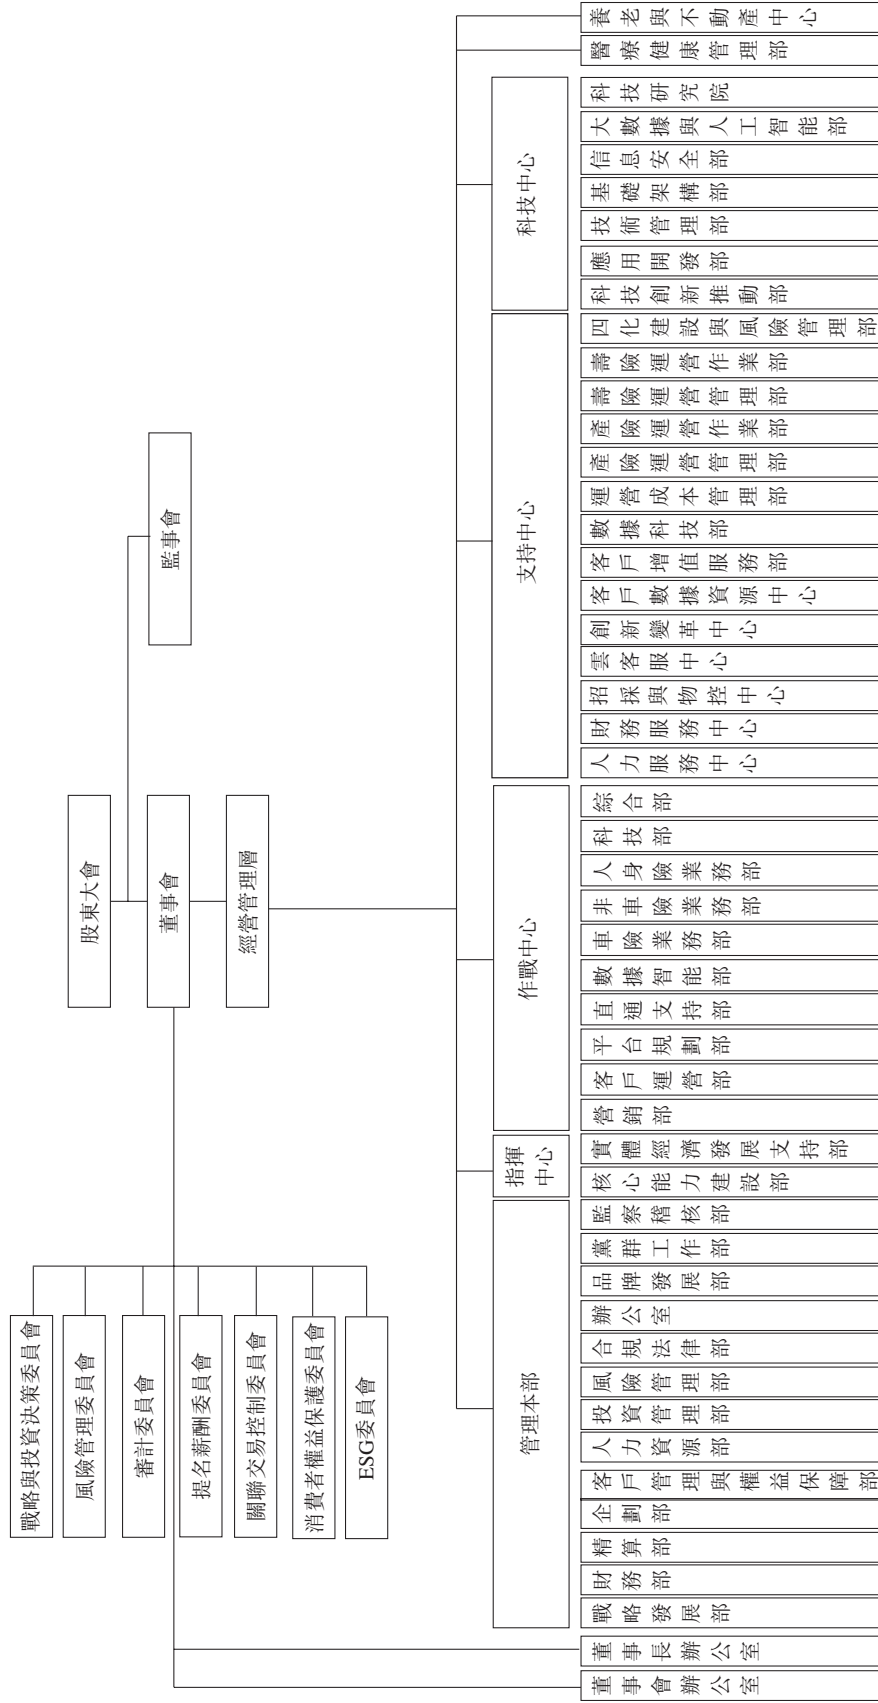 股東大會
監事會
董事會
經營管理層
戰略與投資決策委員會
風險管理委員會
審計委員會
提名薪酬委員會
關聯交易控制委員會
消費者權益保護委員會
ESG委員會
管理本部
指揮
中心
作戰中心
支持中心
科技中心
董事會辦公室
董事長辦公室
戰略發展部
財務部
精算部
企劃部
客戶管理與權益保障部
人力資源部
投資管理部
風險管理部
合規法律部
辦公室
品牌發展部
黨群工作部
監察稽核部
核心能力建設部
實體經濟發展支持部
營銷部
客戶運營部
平台規劃部
直通支持部
數據智能部
車險業務部
非車險業務部
人身險業務部
科技部
綜合部
人力服務中心
財務服務中心
招採與物控中心
雲客服中心
創新變革中心
客戶數據資源中心
客戶增值服務部
數據科技部
運營成本管理部
產險運營管理部
產險運營作業部
壽險運營管理部
壽險運營作業部
四化建設與風險管理部
科技創新推動部
應用開發部
技術管理部
基礎架構部
信息安全部
大數據與人工智能部
科技研究院
醫療健康管理部
養老與不動產中心